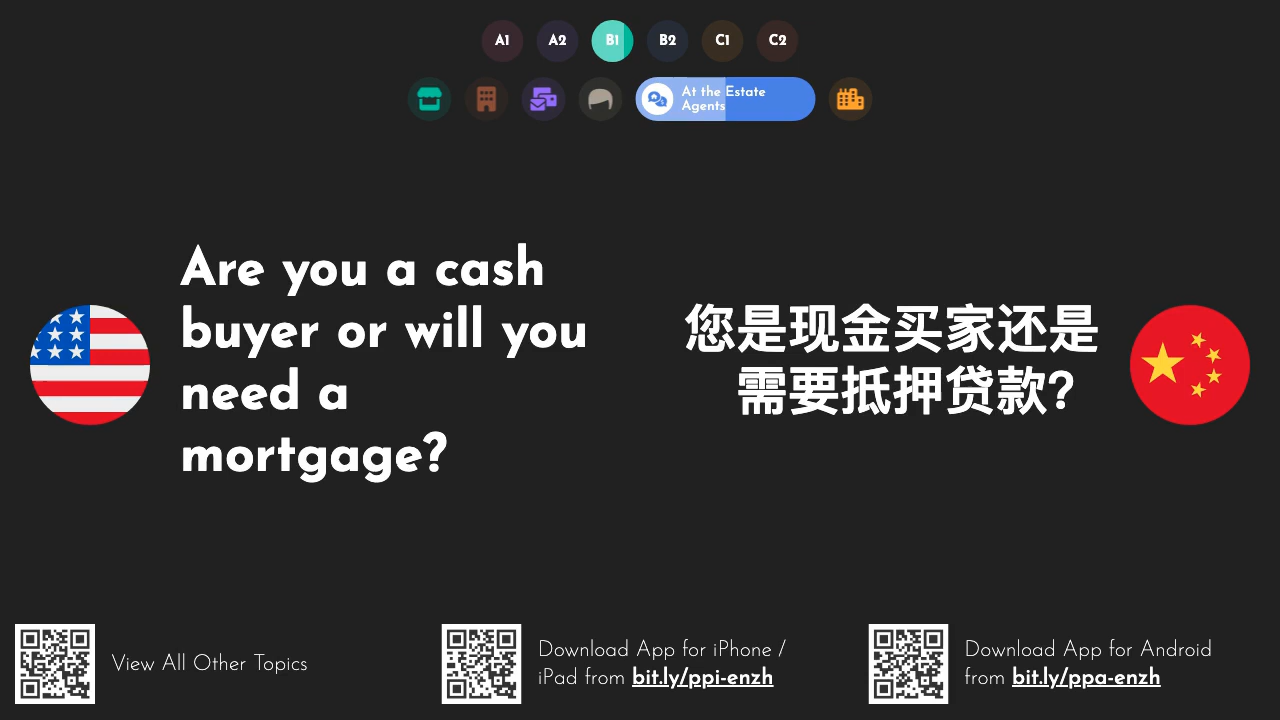 A1 A2 B1 B2 C1 C2
At the Estate
Agents
Are you a cash
buyer or will you
need a
mortgage?
您是现金买家还是
需要抵押贷款？
View All Other Topics
Download App for iPhone /
iPad from bit.ly/ppi-enzh
Download App for Android
from bit.ly/ppa-enzh